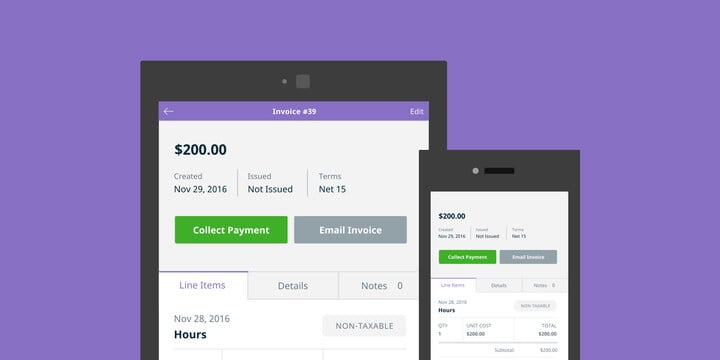 Invoice #39
Edit
$200.00
Created
Issued
Terms
Nov 29, 2016
Not Issued
Net 15
Collect Payment
Email Invoice
Line Items
Details
Notes 0
Nov 28, 2016
Hours
NON-TAXABLE
$200.00
Created
Issued
Terms
Nov 29, 2016
Not Issued
Net 15
Collect Payment
Email Invoice
Line Items
Details
Notes 0
Nov 28, 2016
Hours
NON-TAXABLE
QTY
UNIT COST
TOTAL
1
$200.00
$200.00
Subtotal:
$200.00